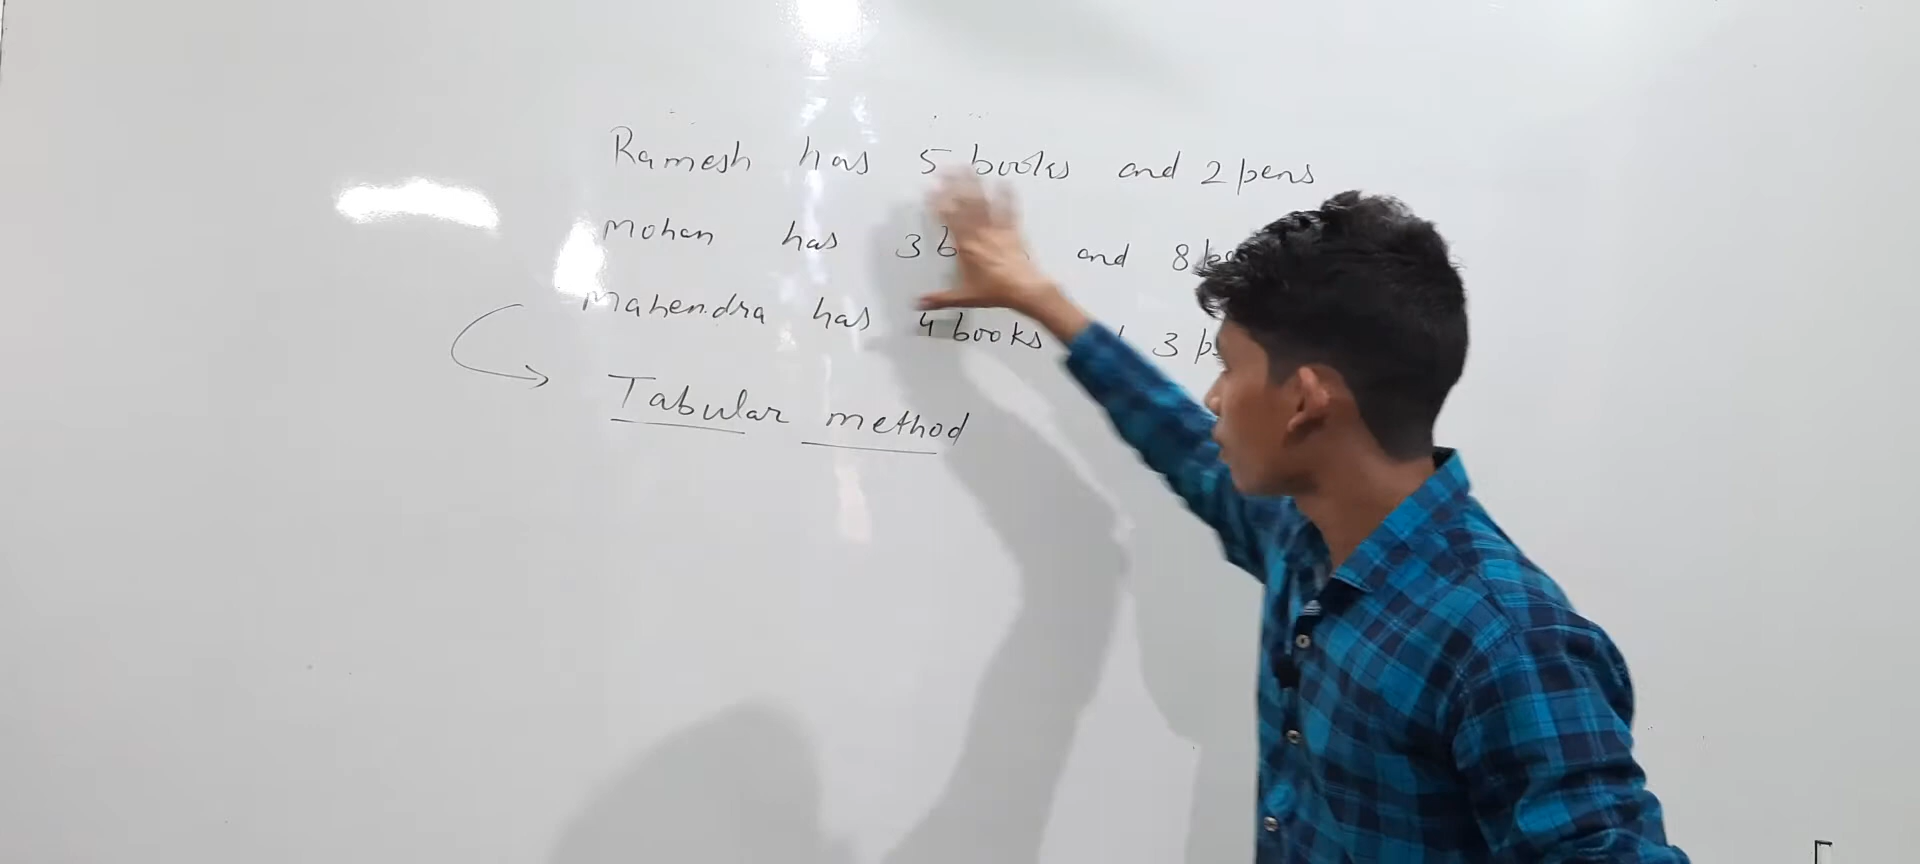 Ramesh has 5 books and 2 pens
Mohan has 3 and 8
Mahendra has 4 books 3
Tabular method